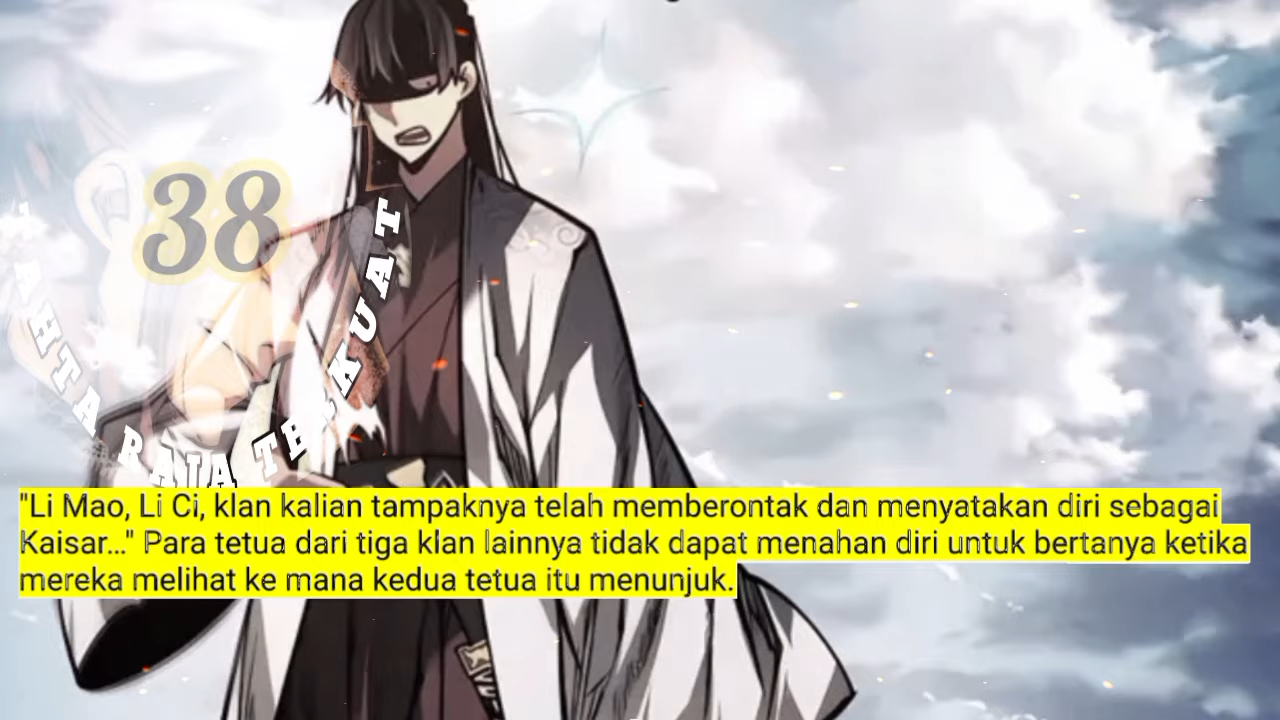 38
TAHTA RAJA TERKUAT
"Li Mao, Li Ci, klan kalian tampaknya telah memberontak dan menyatakan diri sebagai
Kaisar..." Para tetua dari tiga klan lainnya tidak dapat menahan diri untuk bertanya ketika
mereka melihat ke mana kedua tetua itu menunjuk.